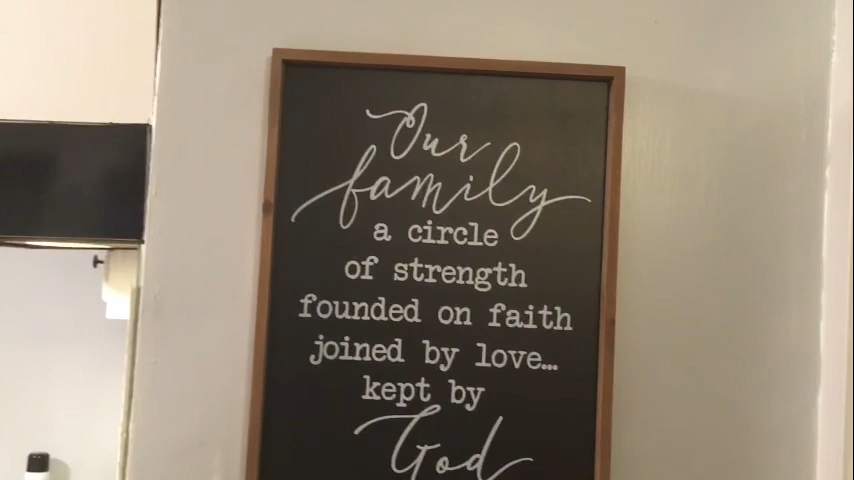 Our
family
a circle
of strength
founded on faith
joined by love...
kept by
God